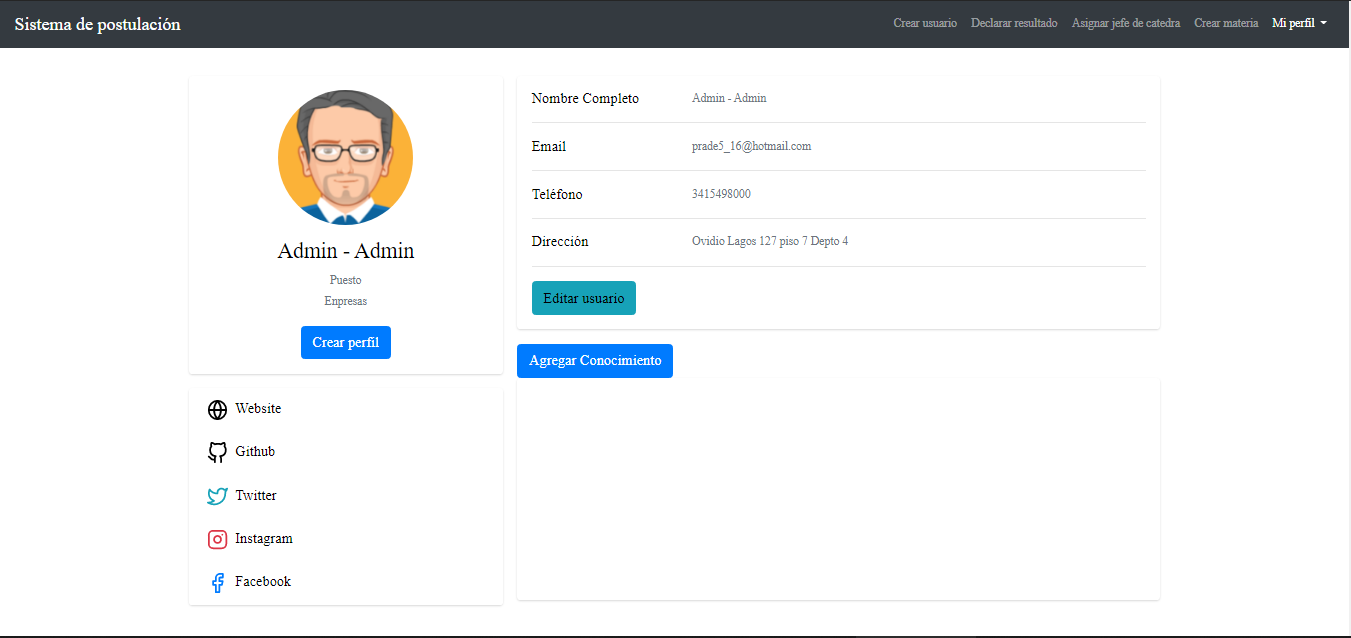 Sistema de postulación
Crear usuario Declarar resultado Asignar jefe de catedra Crear materia Mi perfil
Admin - Admin
Puesto
Enpresas
Crear perfil
Website
Github
Twitter
Instagram
Facebook
Nombre Completo Admin - Admin
Email prade5_16@hotmail.com
Teléfono 3415498000
Dirección Ovidio Lagos 127 piso 7 Depto 4
Editar usuario
Agregar Conocimiento